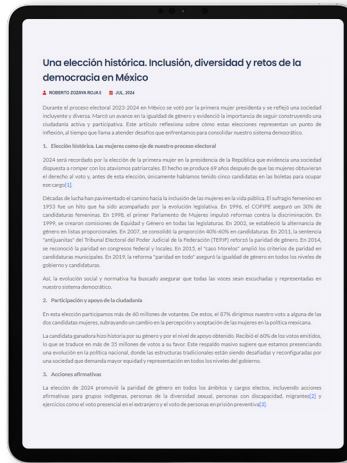 Una elección histórica. Inclusión, diversidad y retos de la
democracia en México
ROBERTO ZOZAYA ROJAS JUL, 2024
Durante el proceso electoral 2023-2024 en México se votó por la primera mujer presidenta y se reflejó una sociedad
incluyente y diversa. Marcó un avance en la igualdad de género y evidenció la importancia de seguir construyendo una
ciudadanía activa y participativa. Este artículo reflexiona sobre cómo estas elecciones representan un punto de
inflexión, al tiempo que llama a atender desafíos que enfrentamos para consolidar nuestro sistema democrático.
1. Elección histórica. Las mujeres como eje de nuestro proceso electoral
2024 será recordado por la elección de la primera mujer en la presidencia de la República que evidencia una sociedad
dispuesta a romper con los atavismos patriarcales. El hecho se produce 69 años después de que las mujeres obtuvieran
el derecho al voto y, antes de esta elección, únicamente habíamos tenido cinco candidatas en las boletas para ocupar
ese cargo[1].
Décadas de lucha han pavimentado el camino hacia la inclusión de las mujeres en la vida pública. El sufragio femenino en
1953 fue un hito que ha sido acompañado por la evolución legislativa. En 1996, el COFIPE aseguró un 30% de
candidaturas femeninas. En 1998, el primer Parlamento de Mujeres impulsó reformas contra la discriminación. En
1999, se crearon comisiones de Equidad y Género en todas las legislaturas. En 2002, se estableció la alternancia de
género en listas proporcionales. En 2007, se consolidó la proporción 40%-60% en candidaturas. En 2011, la sentencia
"antijuanitas" del Tribunal Electoral del Poder Judicial de la Federación (TEPJF) reforzó la paridad de género. En 2014,
se reconoció la paridad en congresos federal y locales. En 2015, el "caso Morelos" amplió los criterios de paridad en
candidaturas municipales. En 2019, la reforma "paridad en todo" aseguró la igualdad de género en todos los niveles de
gobierno y candidaturas.
Así, la evolución social y normativa ha buscado asegurar que todas las voces sean escuchadas y representadas en
nuestro sistema democrático.
2. Participación y apoyo de la ciudadanía
En esta elección participamos más de 60 millones de votantes. De estos, el 87% dirigimos nuestro voto a alguna de las
dos candidatas mujeres, subrayando un cambio en la percepción y aceptación de las mujeres en la política mexicana.
La candidata ganadora hizo historia por su género y por el nivel de apoyo obtenido. Recibió el 60% de los votos emitidos,
lo que se traduce en más de 35 millones de votos a su favor. Este respaldo masivo sugiere que estamos presenciando
una evolución en la política nacional, donde las estructuras tradicionales están siendo desafiadas y reconfiguradas por
una sociedad que demanda mayor equidad y representación en todos los niveles del gobierno.
3. Acciones afirmativas
La elección de 2024 promovió la paridad de género en todos los ámbitos y cargos electos, incluyendo acciones
afirmativas para grupos indígenas, personas de la diversidad sexual, personas con discapacidad, migrantes[2] y
ejercicios como el voto presencial en el extranjero y el voto de personas en prisión preventiva[3].